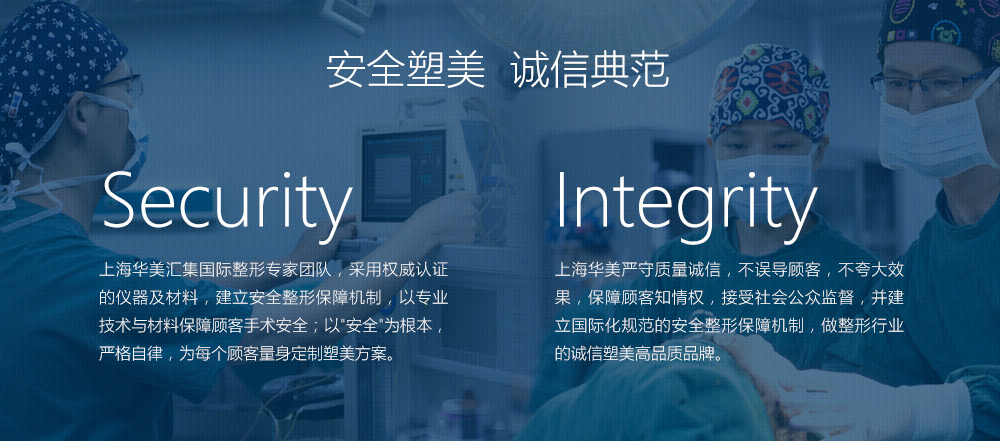 安全塑美 诚信典范
Security
上海华美汇集国际整形专家团队，采用权威认证
的仪器及材料，建立安全整形保障机制，以专业
技术与材料保障顾客手术安全；以"安全"为根本，
严格自律，为每个顾客量身定制塑美方案。
Integrity
上海华美严守质量诚信，不误导顾客，不夸大效
果，保障顾客知情权，接受社会公众监督，并建
立国际化规范的安全整形保障机制，做整形行业
的诚信塑美高品质品牌。